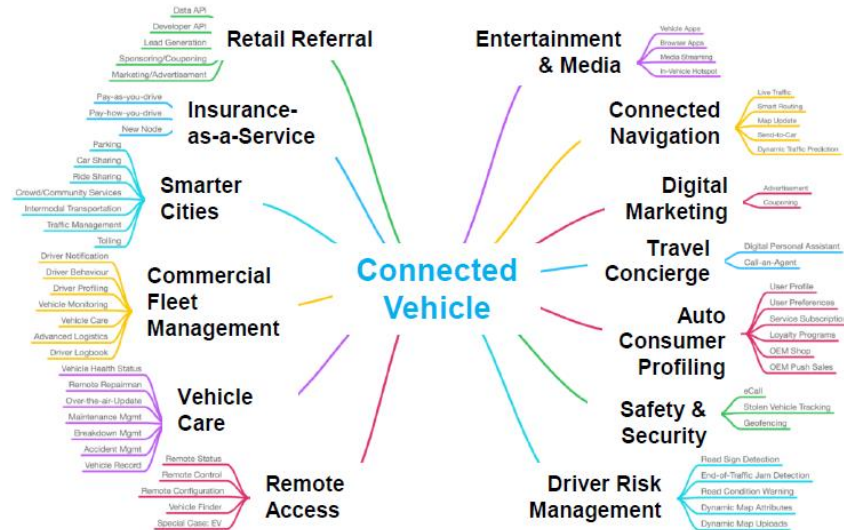 Data API
Developer API
Lead Generation
Sponsoring/Couponing
Marketing/Advertisement
Retail Referral
Pay-as-you-drive
Pay-how-you-drive
New Node
Insurance-
as-a-Service
Parking
Car Sharing
Ride Sharing
Crowd/Community Services
Intermodal Transportation
Traffic Management
Tolling
Smarter
Cities
Driver Notification
Driver Behaviour
Driver Profiling
Vehicle Monitoring
Vehicle Care
Advanced Logistics
Driver Logbook
Commercial
Fleet
Management
Vehicle Health Status
Remote Repairman
Over-the-air-Update
Maintenance Mgmt
Breakdown Mgmt
Accident Mgmt
Vehicle Record
Vehicle
Care
Remote Status
Remote Control
Remote Configuration
Vehicle Finder
Special Case: EV
Remote
Access
Connected
Vehicle
Entertainment
& Media
Vehicle Apps
Browser Apps
Media Streaming
In-Vehicle Hotspot
Connected
Navigation
Live Traffic
Smart Routing
Map Update
Send-to-Car
Dynamic Traffic Prediction
Digital
Marketing
Advertisement
Couponing
Travel
Concierge
Digital Personal Assistant
Call-an-Agent
Auto
Consumer
Profiling
User Profile
User Preferences
Service Subscription
Loyalty Programs
OEM Shop
OEM Push Sales
Safety &
Security
eCall
Stolen Vehicle Tracking
Geofencing
Driver Risk
Management
Road Sign Detection
End-of-Traffic Jam Detection
Road Condition Warning
Dynamic Map Attributes
Dynamic Map Uploads